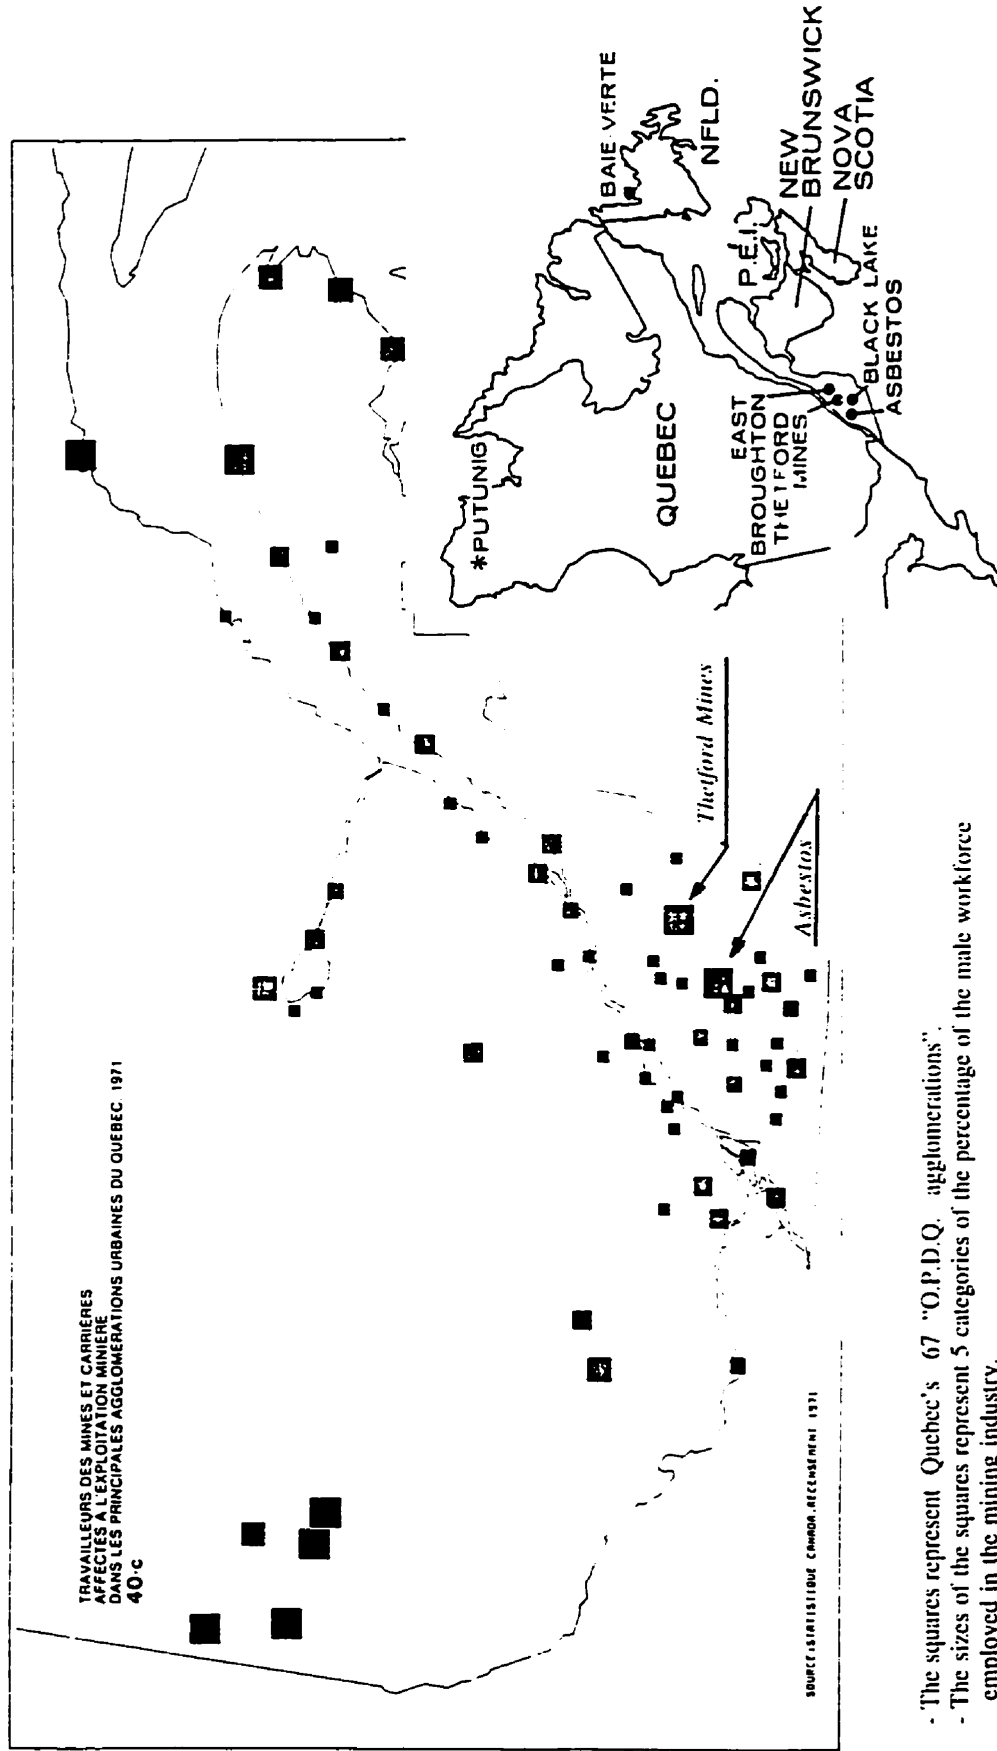 TRAVAILLEURS DES MINES ET CARRIÈRES
AFFECTÉS A L'EXPLOITATION MINIERE
DANS LES PRINCIPALES AGGLOMERATIONS URBAINES DU QUEBEC. 1971
40·C
SOURCE: STATISTIQUE CANADA, RECENSEMENT 1971
Thetford Mines
Asbestos
*PUTUNIG
QUEBEC
BAIE VERTE
NFLD.
P.E.I.
NEW
BRUNSWICK
NOVA
SCOTIA
EAST
BROUGHTON
THETFORD
MINES
BLACK LAKE
ASBESTOS
- The squares represent Quebec's 67 "O.P.D.Q. agglomerations".
- The sizes of the squares represent 5 categories of the percentage of the male workforce
employed in the mining industry.